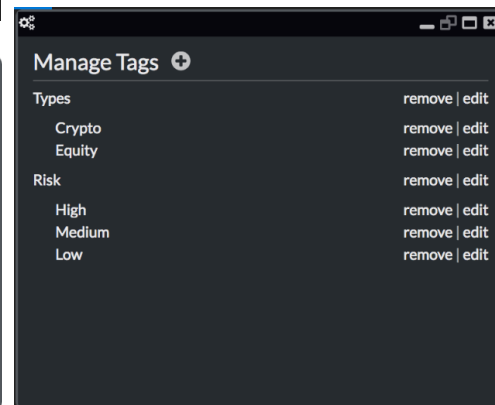 Manage Tags
Types remove | edit
Crypto remove | edit
Equity remove | edit
Risk remove | edit
High remove | edit
Medium remove | edit
Low remove | edit